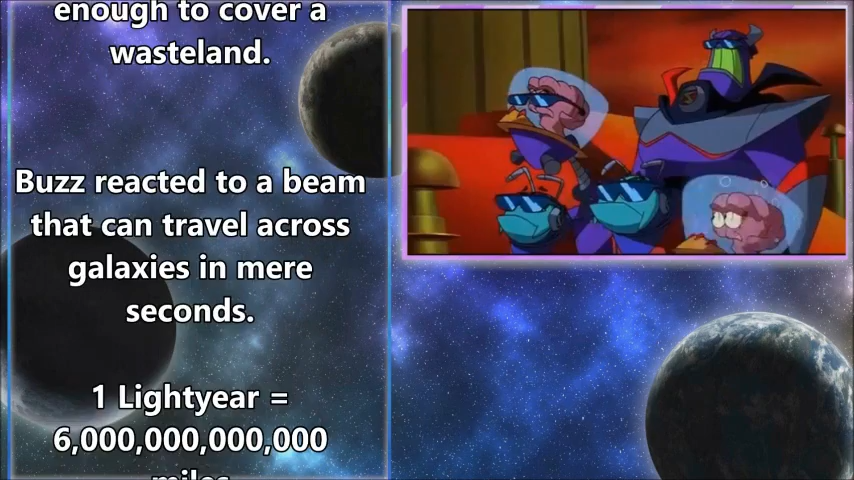 enough to cover a
wasteland.
Buzz reacted to a beam
that can travel across
galaxies in mere
seconds.
1 Lightyear =
6,000,000,000,000
miles